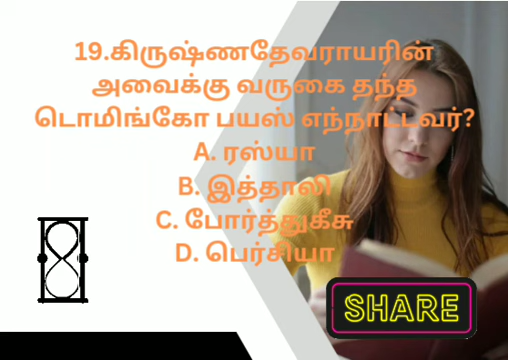 19.கிருஷ்ணதேவராயரின்
அவைக்கு வருகை தந்த
டொமிங்கோ பயஸ் எந்நாட்டவர்?
A. ரஸ்யா
B. இத்தாலி
C. போர்த்துகீசு
D. பெர்சியா
SHARE